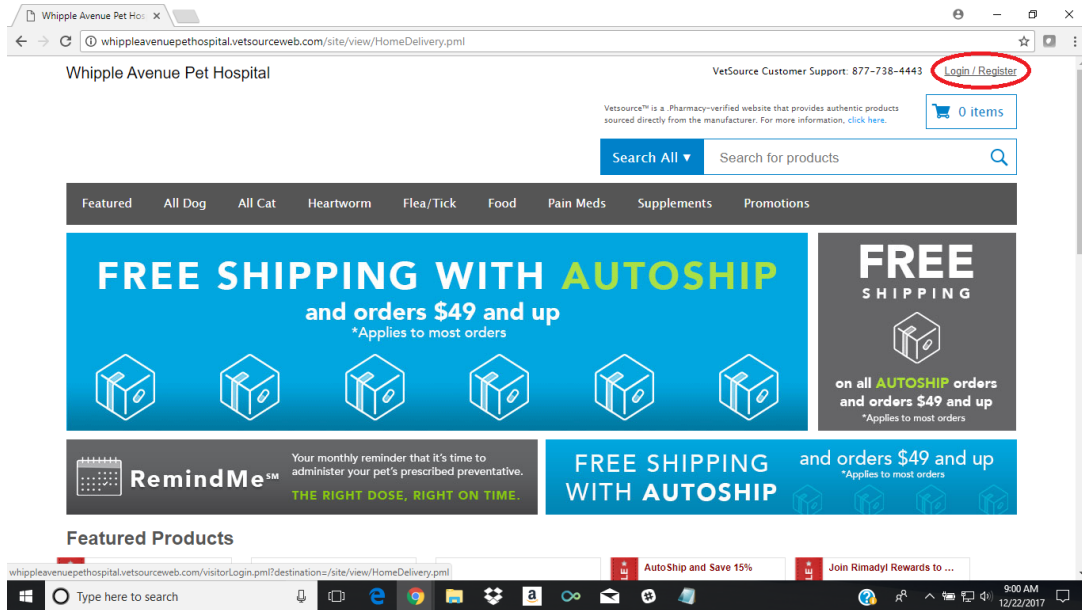 Whipple Avenue Pet Hos
whippleavenuepethospital.vetsourceweb.com/site/view/HomeDelivery.pml
Whipple Avenue Pet Hospital
VetSource Customer Support: 877-738-4443
Login / Register
Vetsource™ is a .Pharmacy-verified website that provides authentic products
sourced directly from the manufacturer. For more information, click here.
0 items
Search All ▼
Search for products
Featured All Dog All Cat Heartworm Flea/Tick Food Pain Meds Supplements Promotions
FREE SHIPPING WITH AUTOSHIP
and orders $49 and up
*Applies to most orders
FREE
SHIPPING
on all AUTOSHIP orders
and orders $49 and up
*Applies to most orders
RemindMe℠
Your monthly reminder that it's time to
administer your pet's prescribed preventative.
THE RIGHT DOSE, RIGHT ON TIME.
FREE SHIPPING
WITH AUTOSHIP
and orders $49 and up
*Applies to most orders
Featured Products
AutoShip and Save 15%
Join Rimadyl Rewards to ...
whippleavenuepethospital.vetsourceweb.com/visitorLogin.pml?destination=/site/view/HomeDelivery.pml
Type here to search
9:00 AM
12/22/2017